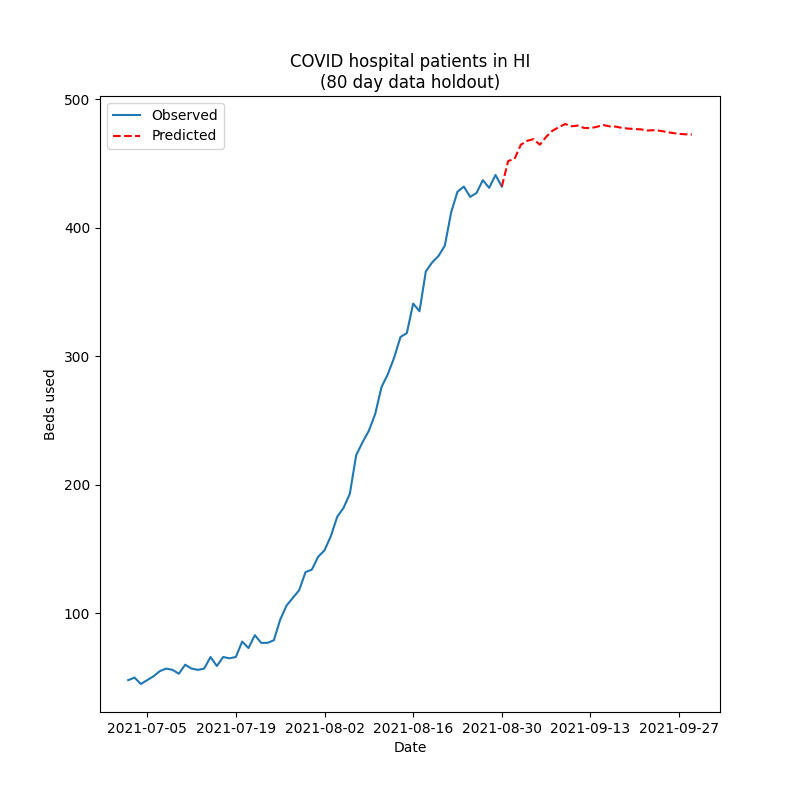 COVID hospital patients in HI
(80 day data holdout)
Observed
Predicted
500
400
300
200
100
Beds used
2021-07-05 2021-07-19 2021-08-02 2021-08-16 2021-08-30 2021-09-13 2021-09-27
Date